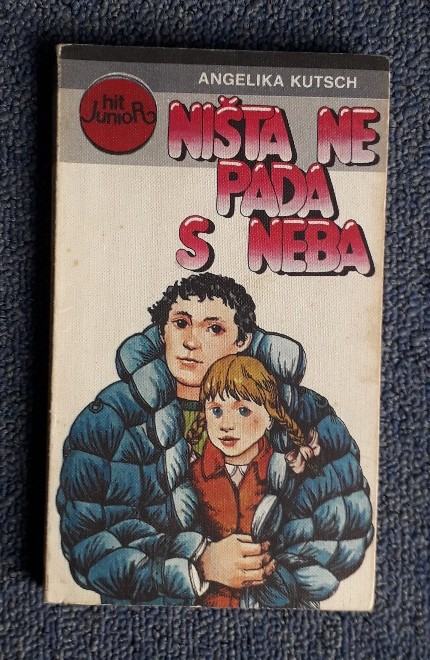 ANGELIKA KUTSCH
hit
JunioR
NIŠTA NE
PADA
S NEBA